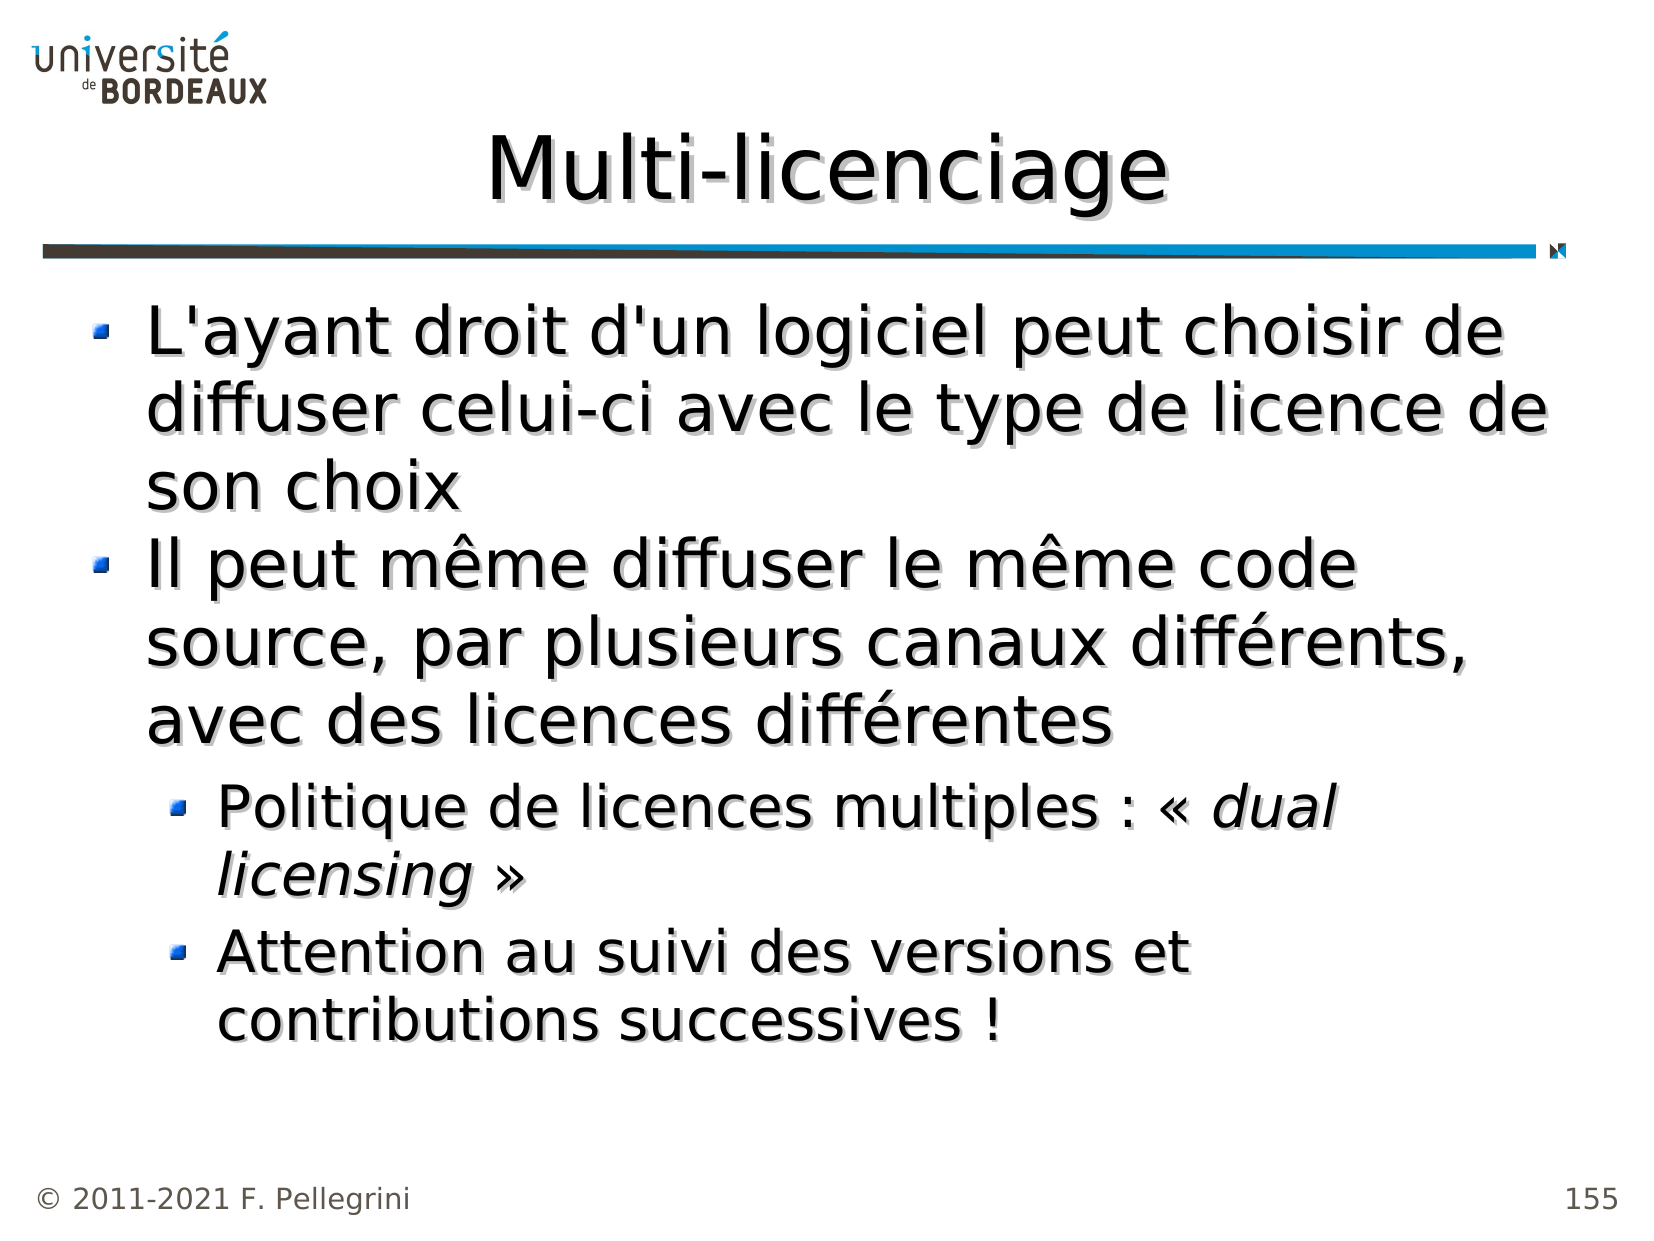 université
de BORDEAUX
Multi-licenciage
L'ayant droit d'un logiciel peut choisir de
diffuser celui-ci avec le type de licence de
son choix
Il peut même diffuser le même code
source, par plusieurs canaux différents,
avec des licences différentes
Politique de licences multiples : « dual
licensing »
Attention au suivi des versions et
contributions successives !
© 2011-2021 F. Pellegrini
155